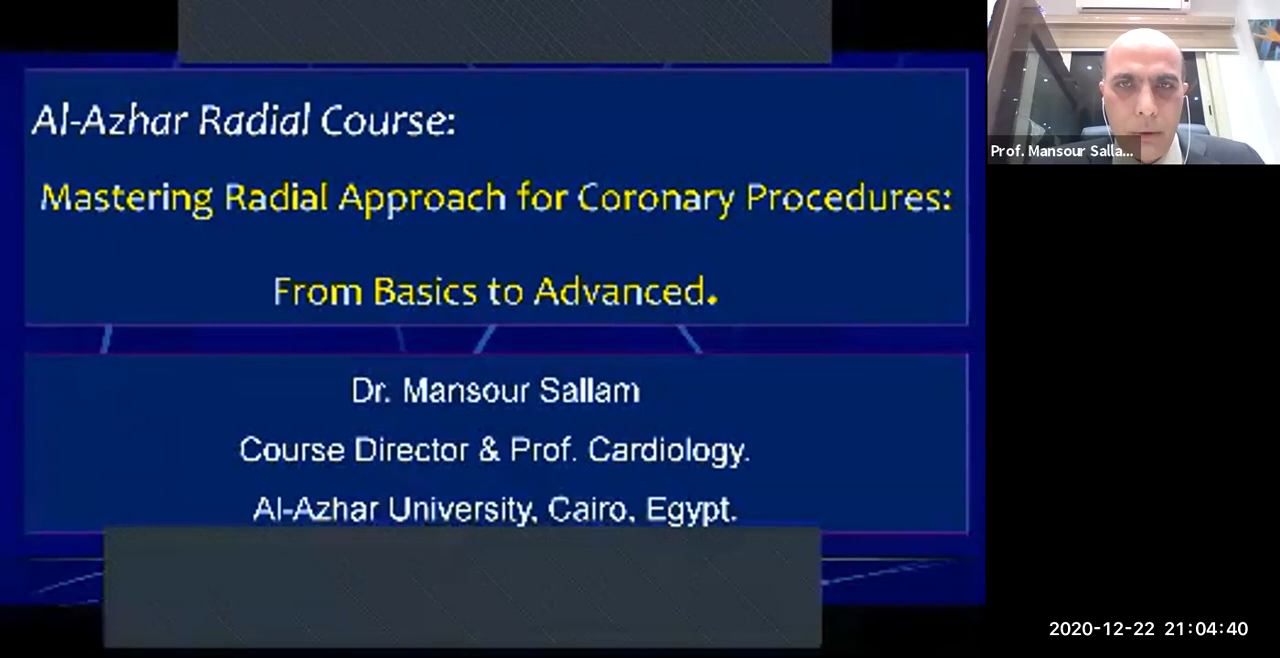 Al-Azhar Radial Course:
Mastering Radial Approach for Coronary Procedures:
From Basics to Advanced.
Dr. Mansour Sallam
Course Director & Prof. Cardiology.
Al-Azhar University, Cairo, Egypt.
Prof. Mansour Salla...
2020-12-22 21:04:40